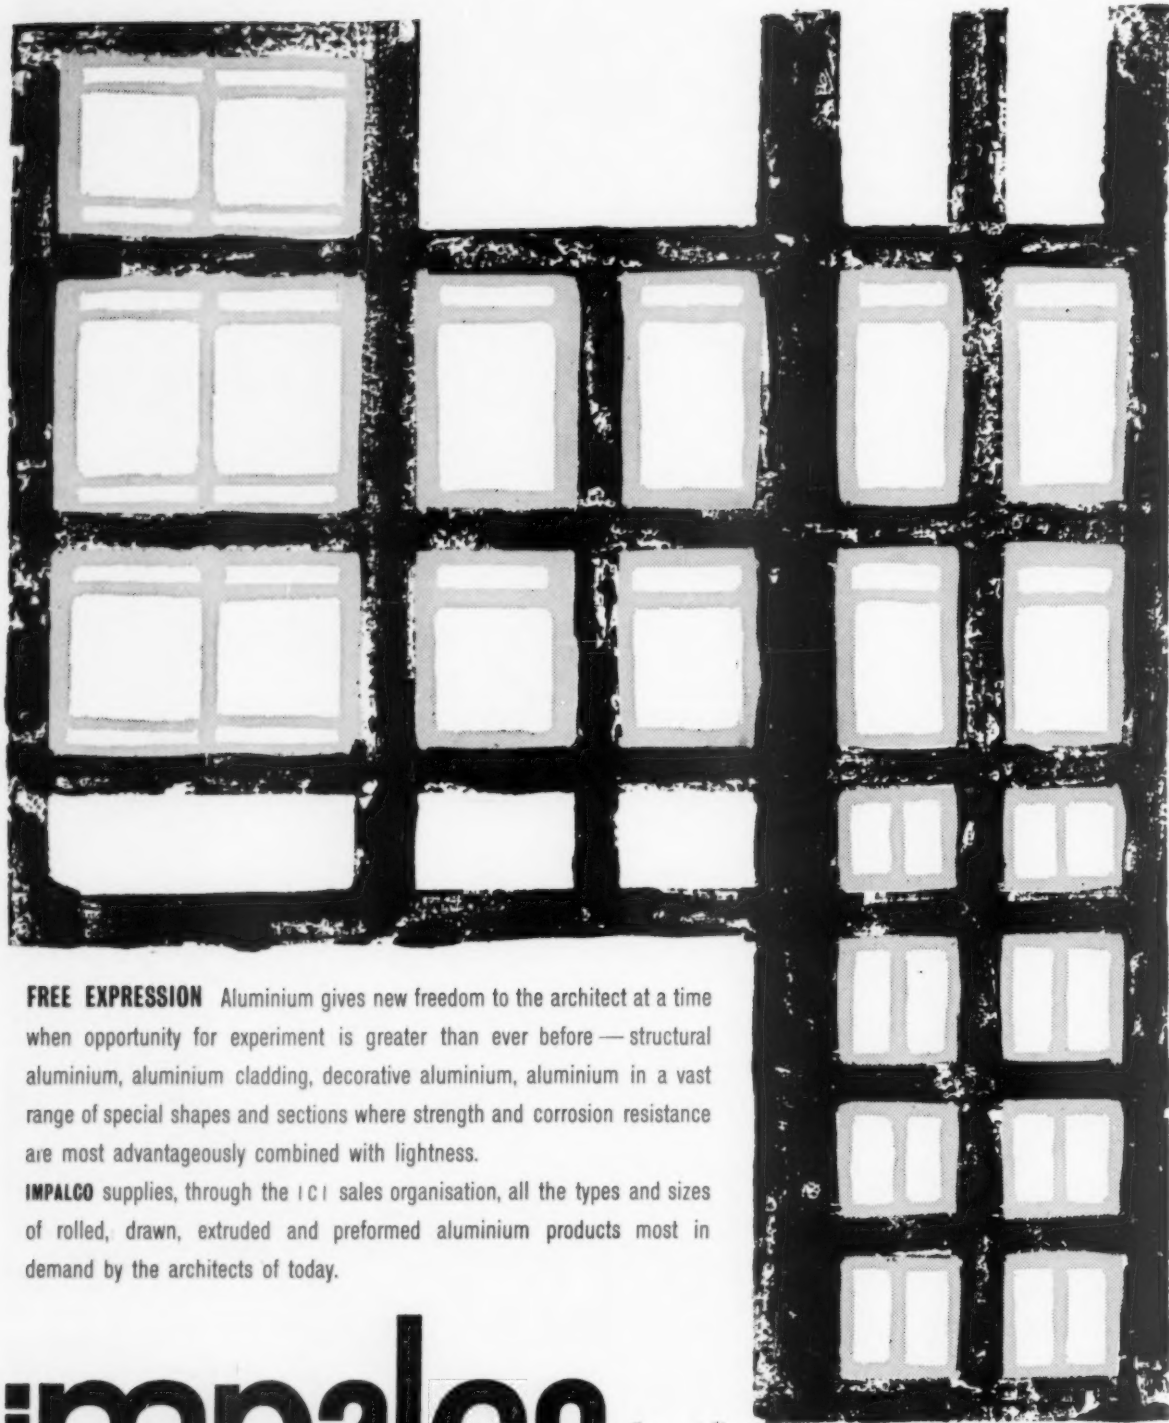 FREE EXPRESSION Aluminium gives new freedom to the architect at a time
when opportunity for experiment is greater than ever before — structural
aluminium, aluminium cladding, decorative aluminium, aluminium in a vast
range of special shapes and sections where strength and corrosion resistance
are most advantageously combined with lightness.
IMPALCO supplies, through the ICI sales organisation, all the types and sizes
of rolled, drawn, extruded and preformed aluminium products most in
demand by the architects of today.
impalco